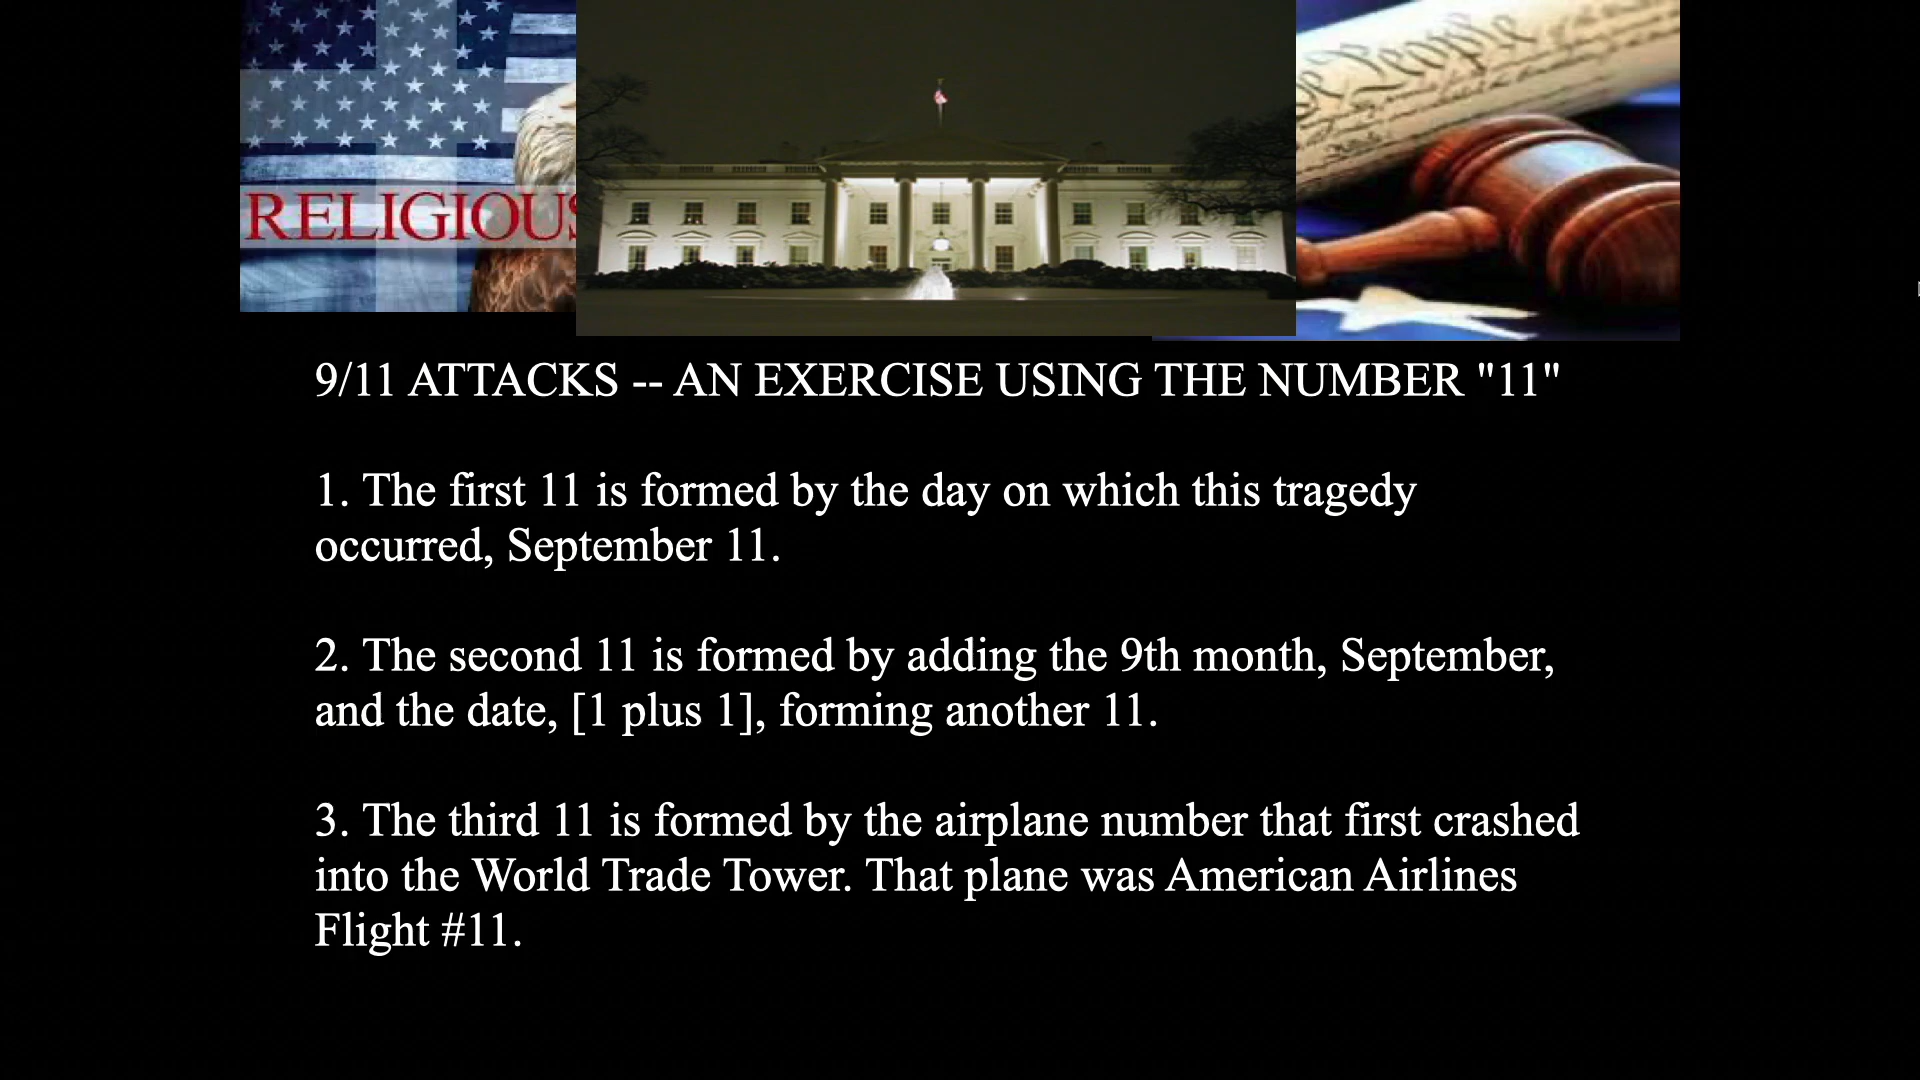 RELIGIOUS
We People
9/11 ATTACKS -- AN EXERCISE USING THE NUMBER "11"
1. The first 11 is formed by the day on which this tragedy
occurred, September 11.
2. The second 11 is formed by adding the 9th month, September,
and the date, [1 plus 1], forming another 11.
3. The third 11 is formed by the airplane number that first crashed
into the World Trade Tower. That plane was American Airlines
Flight #11.